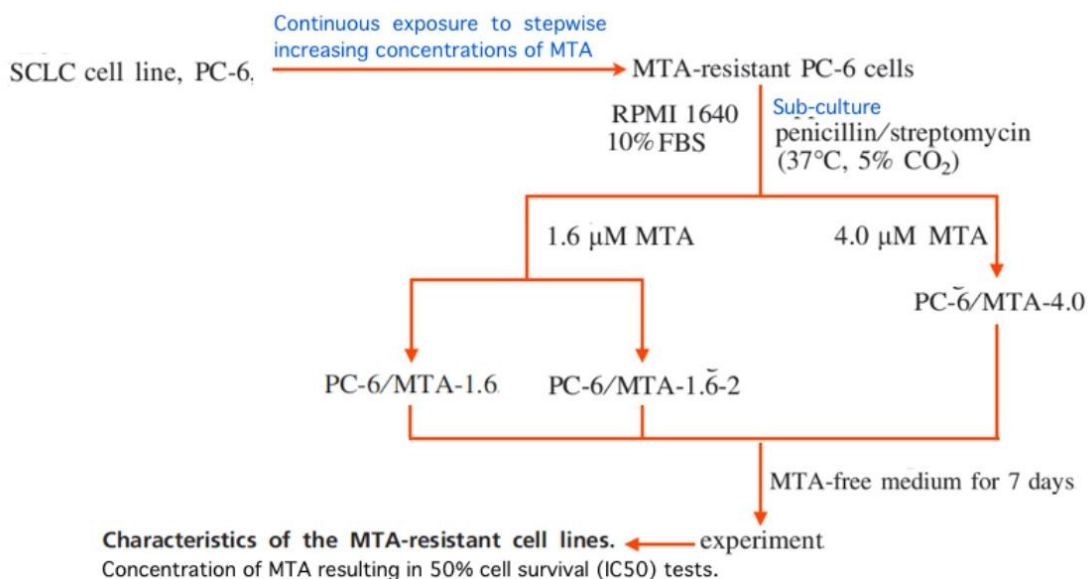 Continuous exposure to stepwise
increasing concentrations of MTA
SCLC cell line, PC-6,
MTA-resistant PC-6 cells
RPMI 1640
10% FBS
Sub-culture
penicillin/streptomycin
(37°C, 5% CO₂)
1.6 μM MTA
4.0 μM MTA
PC-6/MTA-4.0
PC-6/MTA-1.6
PC-6/MTA-1.6-2
MTA-free medium for 7 days
Characteristics of the MTA-resistant cell lines.
experiment
Concentration of MTA resulting in 50% cell survival (IC50) tests.